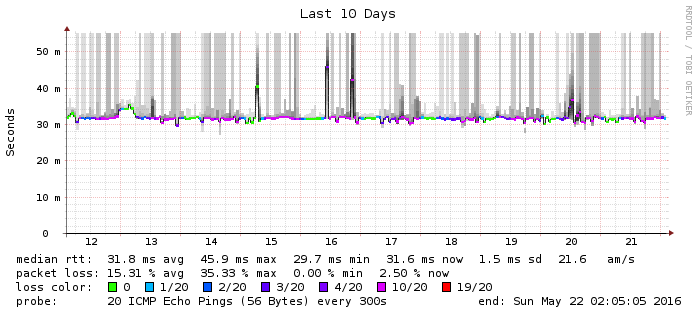 Last 10 Days
RRDTOOL / TOBI OETIKER
Seconds
50 m
40 m
30 m
20 m
10 m
0
12 13 14 15 16 17 18 19 20 21
median rtt: 31.8 ms avg 45.9 ms max 29.7 ms min 31.6 ms now 1.5 ms sd 21.6 am/s
packet loss: 15.31 % avg 35.33 % max 0.00 % min 2.50 % now
loss color: 0 1/20 2/20 3/20 4/20 10/20 19/20
probe: 20 ICMP Echo Pings (56 Bytes) every 300s end: Sun May 22 02:05:05 2016